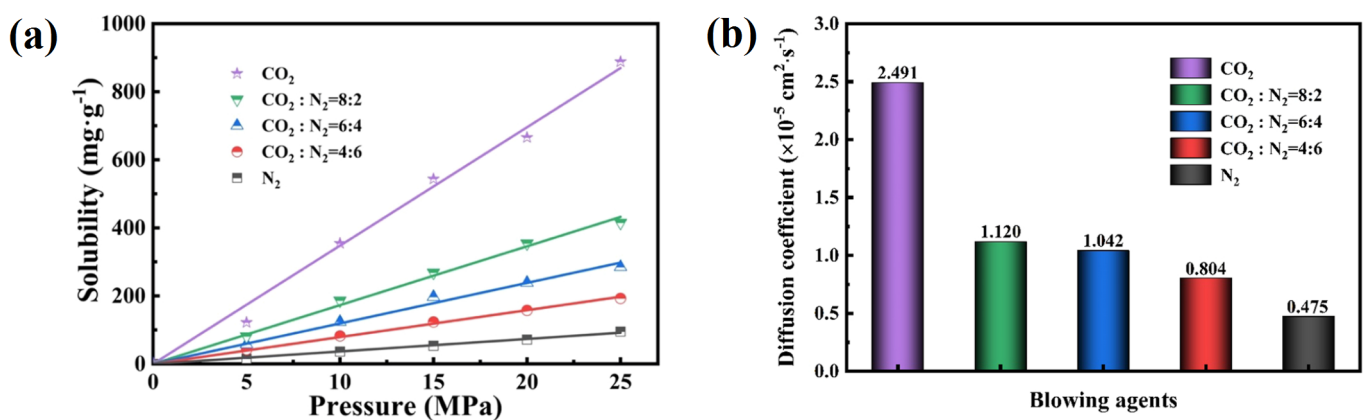 (a)
Solubility (mg·g⁻¹)
1000
800
600
400
200
0
0 5 10 15 20 25
Pressure (MPa)
CO₂
CO₂ : N₂=8:2
CO₂ : N₂=6:4
CO₂ : N₂=4:6
N₂
(b)
Diffusion coefficient (×10⁻⁵ cm²·s⁻¹)
3.0
2.5
2.0
1.5
1.0
0.5
0.0
2.491
1.120
1.042
0.804
0.475
CO₂
CO₂ : N₂=8:2
CO₂ : N₂=6:4
CO₂ : N₂=4:6
N₂
Blowing agents